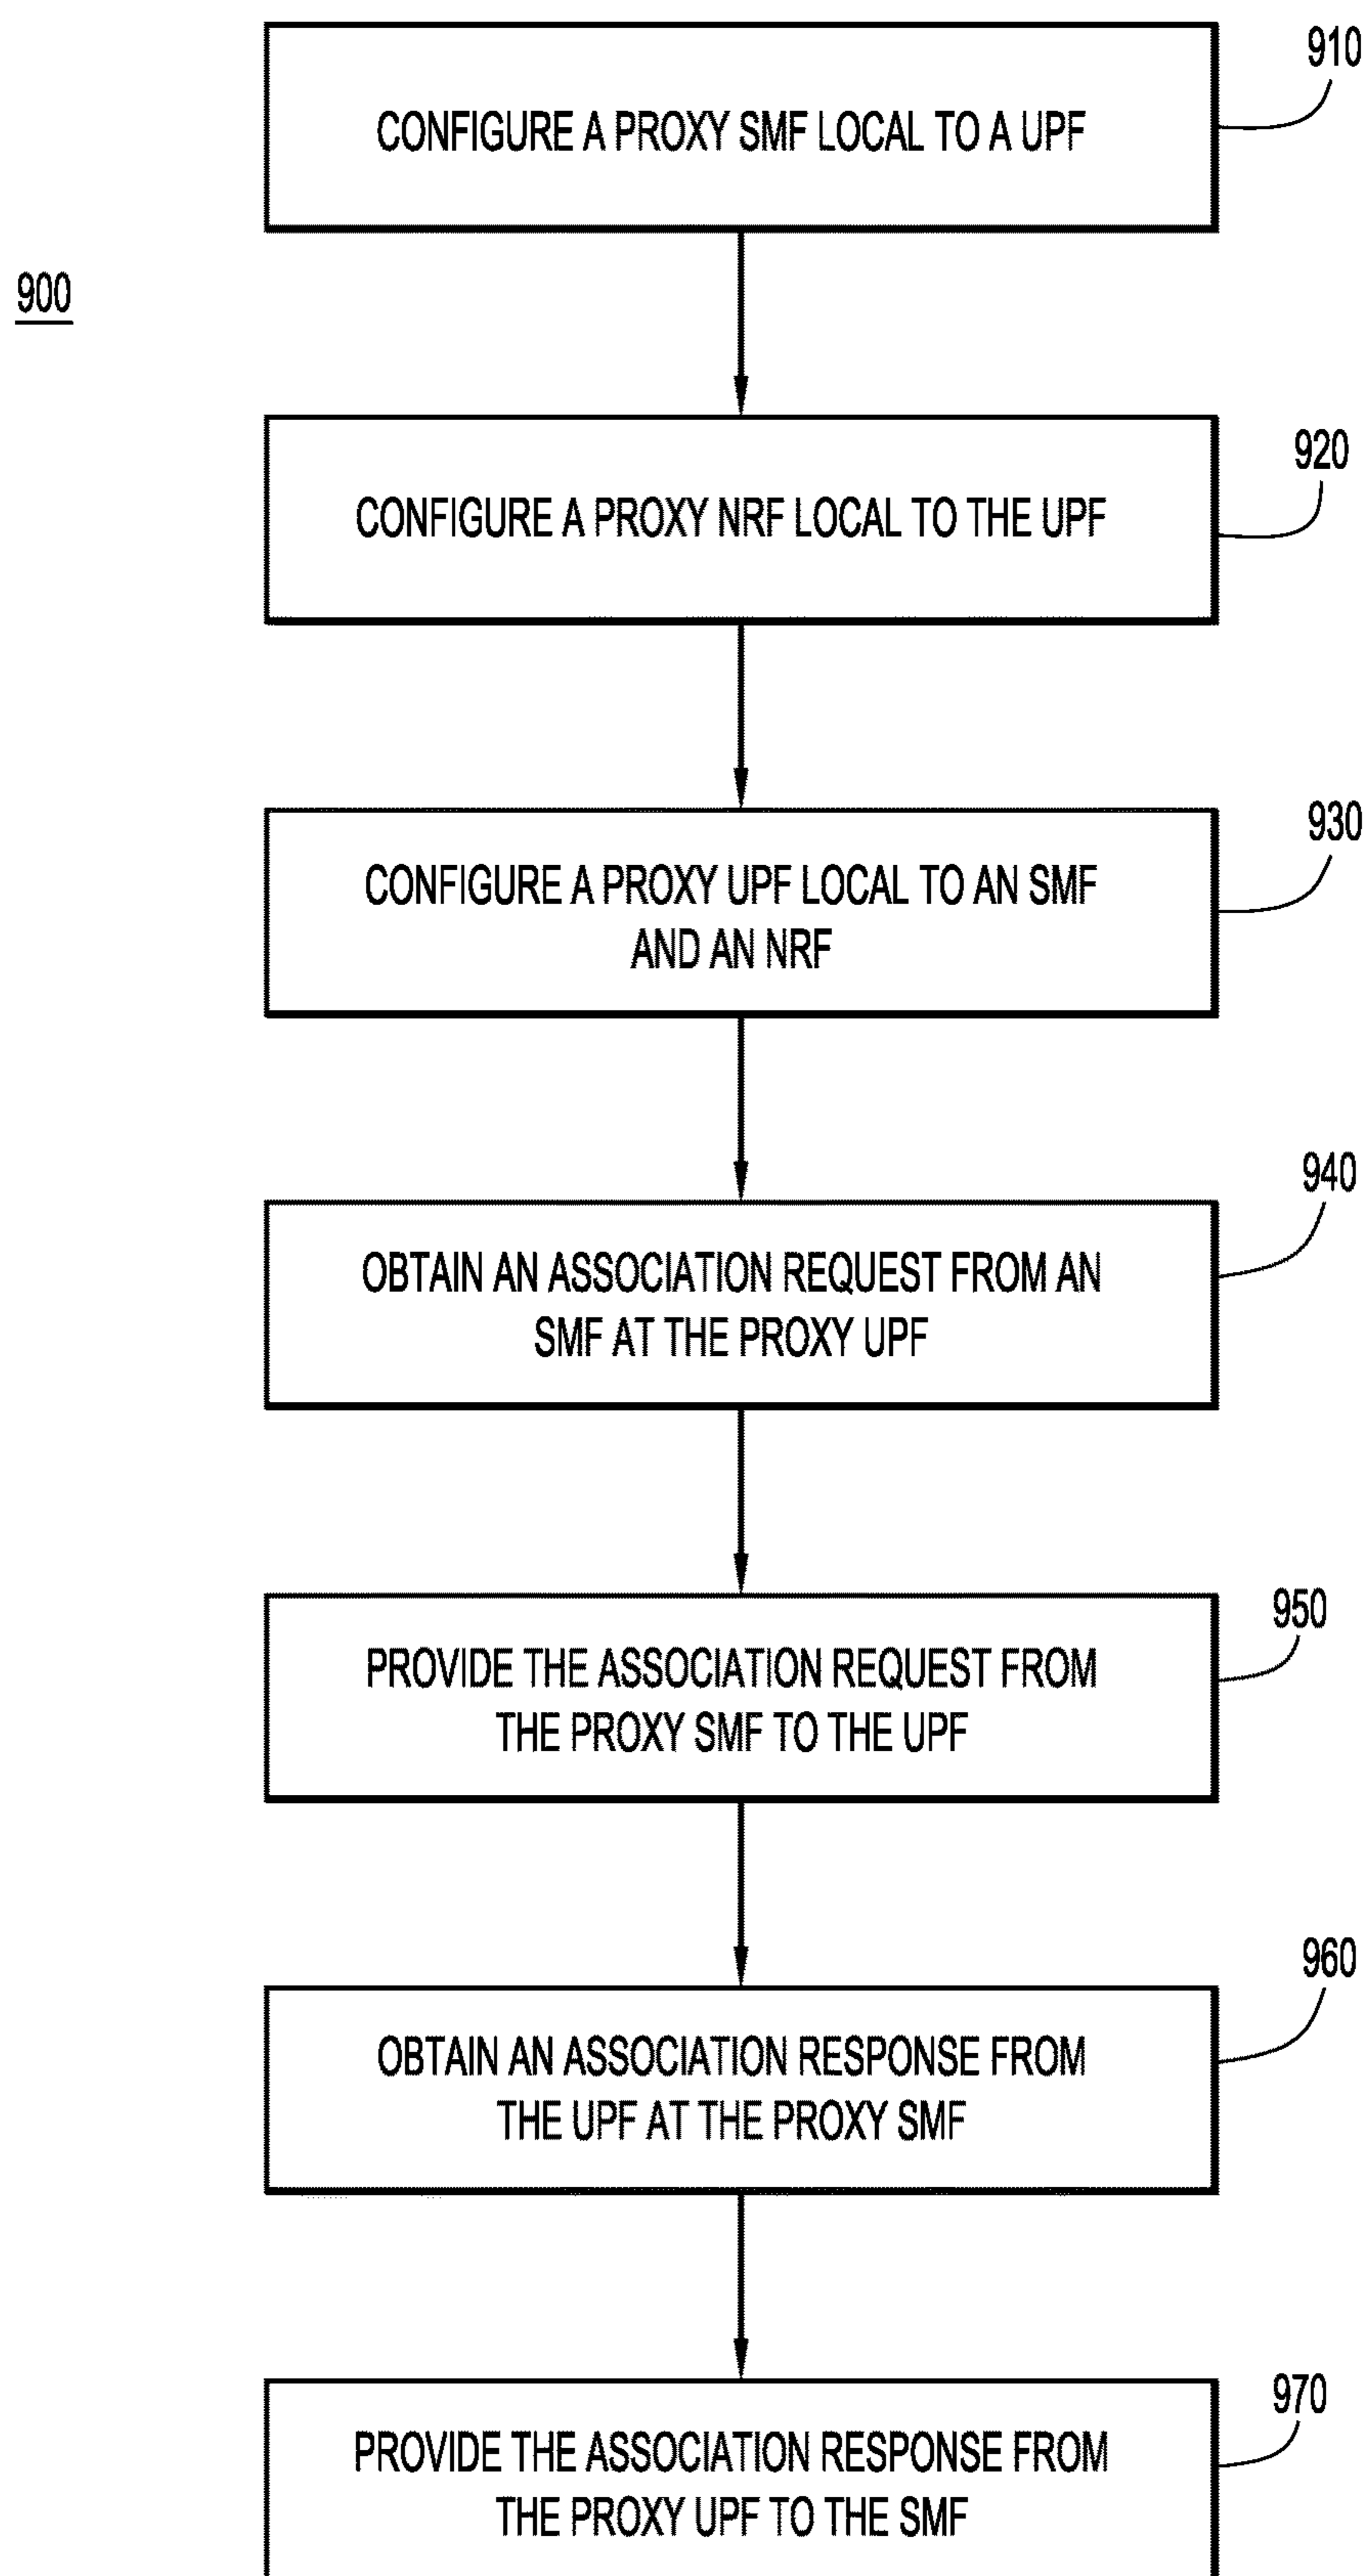 910
CONFIGURE A PROXY SMF LOCAL TO A UPF
900
920
CONFIGURE A PROXY NRF LOCAL TO THE UPF
930
CONFIGURE A PROXY UPF LOCAL TO AN SMF
AND AN NRF
940
OBTAIN AN ASSOCIATION REQUEST FROM AN
SMF AT THE PROXY UPF
950
PROVIDE THE ASSOCIATION REQUEST FROM
THE PROXY SMF TO THE UPF
960
OBTAIN AN ASSOCIATION RESPONSE FROM
THE UPF AT THE PROXY SMF
970
PROVIDE THE ASSOCIATION RESPONSE FROM
THE PROXY UPF TO THE SMF